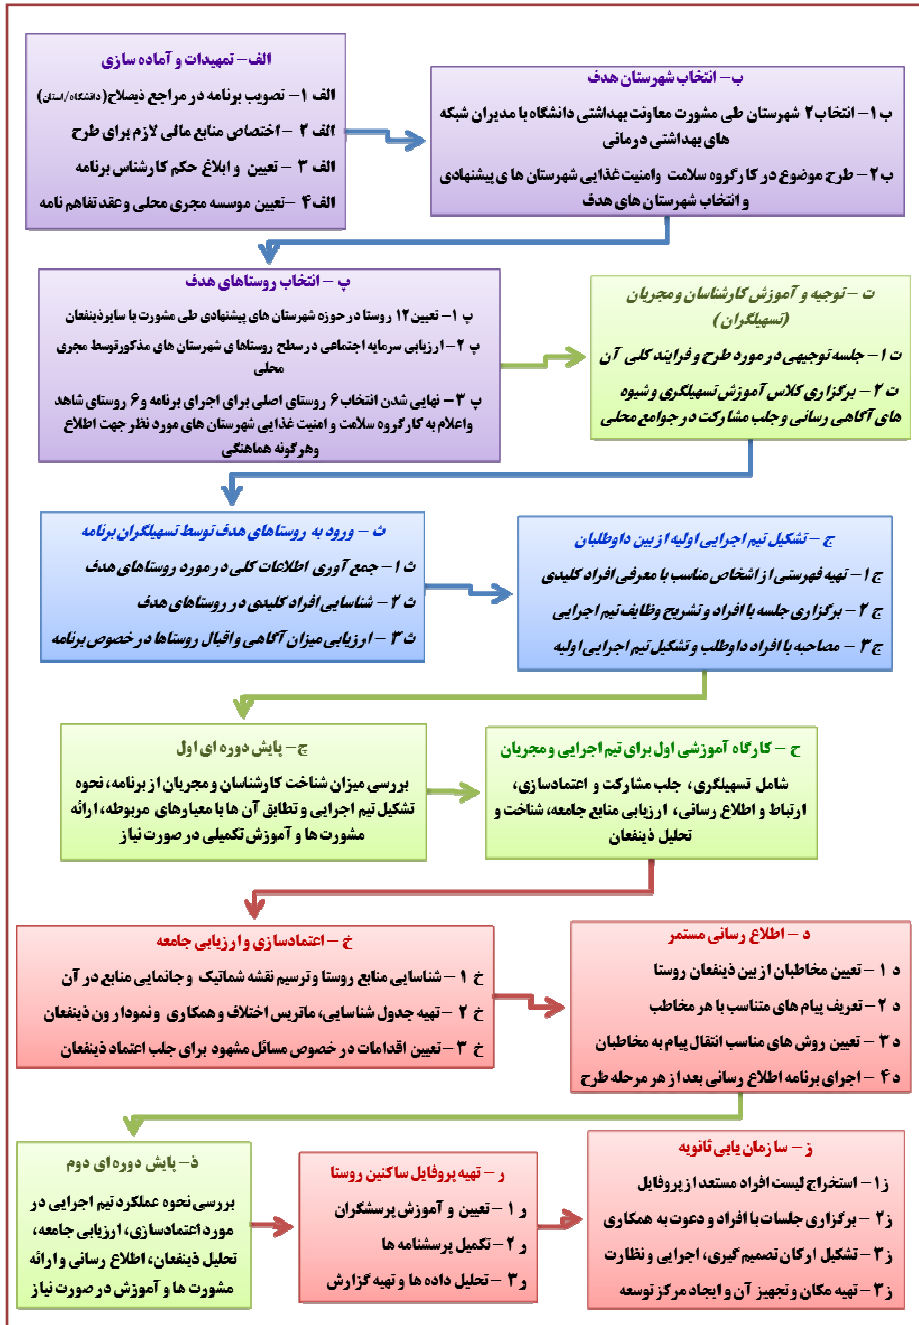 الف – تمهیدات و آماده سازی
الف ۱ – تصویب برنامه در مراجع ذیصلاح(دانشگاه/استان)
الف ۲ – اختصاص منابع مالی لازم برای طرح
الف ۳ – تعیین و ابلاغ حکم کارشناس برنامه
الف ۴ – تعیین موسسه مجری محلی وعقد تفاهم نامه
ب – انتخاب شهرستان هدف
ب ۱ – انتخاب ۲ شهرستان طی مشورت معاونت بهداشتی دانشگاه با مدیران شبکه
های بهداشتی درمانی
ب ۲ – طرح موضوع در کارگروه سلامت وامنیت غذایی شهرستان ها ی پیشنهادی
و انتخاب شهرستان های هدف
پ – انتخاب روستاهای هدف
پ ۱ – تعیین ۱۲ روستا در حوزه شهرستان های پیشنهادی طی مشورت با سایرذینفعان
پ ۲ – ارزیابی سرمایه اجتماعی در سطح روستاها ی شهرستان های مذکورتوسط مجری
محلی
پ ۳ – نهایی شدن انتخاب ۶ روستای اصلی برای اجرای برنامه و ۶ روستای شاهد
واعلام به کارگروه سلامت و امنیت غذایی شهرستان های مورد نظر جهت اطلاع
وهرگونه هماهنگی
ت – توجیه و آموزش کارشناسان و مجریان
(تسهیلگران)
ت ۱ – جلسه توجیهی در مورد طرح و فرایند کلی آن
ت ۲ – برگزاری کلاس آموزش تسهیلگری و شیوه
های آگاهی رسانی و جلب مشارکت در جوامع محلی
ث – ورود به روستاهای هدف توسط تسهیلگران برنامه
ث ۱ – جمع آوری اطلاعات کلی در مورد روستاهای هدف
ث ۲ – شناسایی افراد کلیدی در روستاهای هدف
ث ۳ – ارزیابی میزان آگاهی واقبال روستاها در خصوص برنامه
ج – تشکیل تیم اجرایی اولیه از بین داوطلبان
ج ۱ – تهیه فهرستی از اشخاص مناسب با معرفی افراد کلیدی
ج ۲ – برگزاری جلسه با افراد و تشریح وظایف تیم اجرایی
ج ۳ – مصاحبه با افراد داوطلب و تشکیل تیم اجرایی اولیه
چ – پایش دوره ای اول
بررسی میزان شناخت کارشناسان و مجریان از برنامه، نحوه
تشکیل تیم اجرایی و تطابق آن ها با معیارهای مربوطه، ارائه
مشورت ها و آموزش تکمیلی در صورت نیاز
ح – کارگاه آموزشی اول برای تیم اجرایی و مجریان
شامل تسهیلگری، جلب مشارکت و اعتمادسازی،
ارتباط و اطلاع رسانی، ارزیابی منابع جامعه، شناخت و
تحلیل ذینفعان
خ – اعتمادسازی و ارزیابی جامعه
خ ۱ – شناسایی منابع روستا و ترسیم نقشه شماتیک و جانمایی منابع در آن
خ ۲ – تهیه جدول شناسایی، ماتریس اختلاف و همکاری و نمودار ون ذینفعان
خ ۳ – تعیین اقدامات در خصوص مسائل مشهود برای جلب اعتماد ذینفعان
د – اطلاع رسانی مستمر
د ۱ – تعیین مخاطبان از بین ذینفعان روستا
د ۲ – تعریف پیام های متناسب با هر مخاطب
د ۳ – تعیین روش های مناسب انتقال پیام به مخاطبان
د ۴ – اجرای برنامه اطلاع رسانی بعد از هر مرحله طرح
ذ – پایش دوره ای دوم
بررسی نحوه عملکرد تیم اجرایی در
مورد اعتمادسازی، ارزیابی جامعه،
تحلیل ذینفعان، اطلاع رسانی و ارائه
مشورت ها و آموزش در صورت نیاز
ر – تهیه پروفایل ساکنین روستا
ر ۱ – تعیین و آموزش پرسشگران
ر ۲ – تکمیل پرسشنامه ها
ر ۳ – تحلیل داده ها و تهیه گزارش
ز – سازمان یابی ثانویه
ز ۱ – استخراج لیست افراد مستعد از پروفایل
ز ۲ – برگزاری جلسات با افراد و دعوت به همکاری
ز ۳ – تشکیل ارکان تصمیم گیری، اجرایی و نظارت
ز ۳ – تهیه مکان و تجهیز آن و ایجاد مرکز توسعه